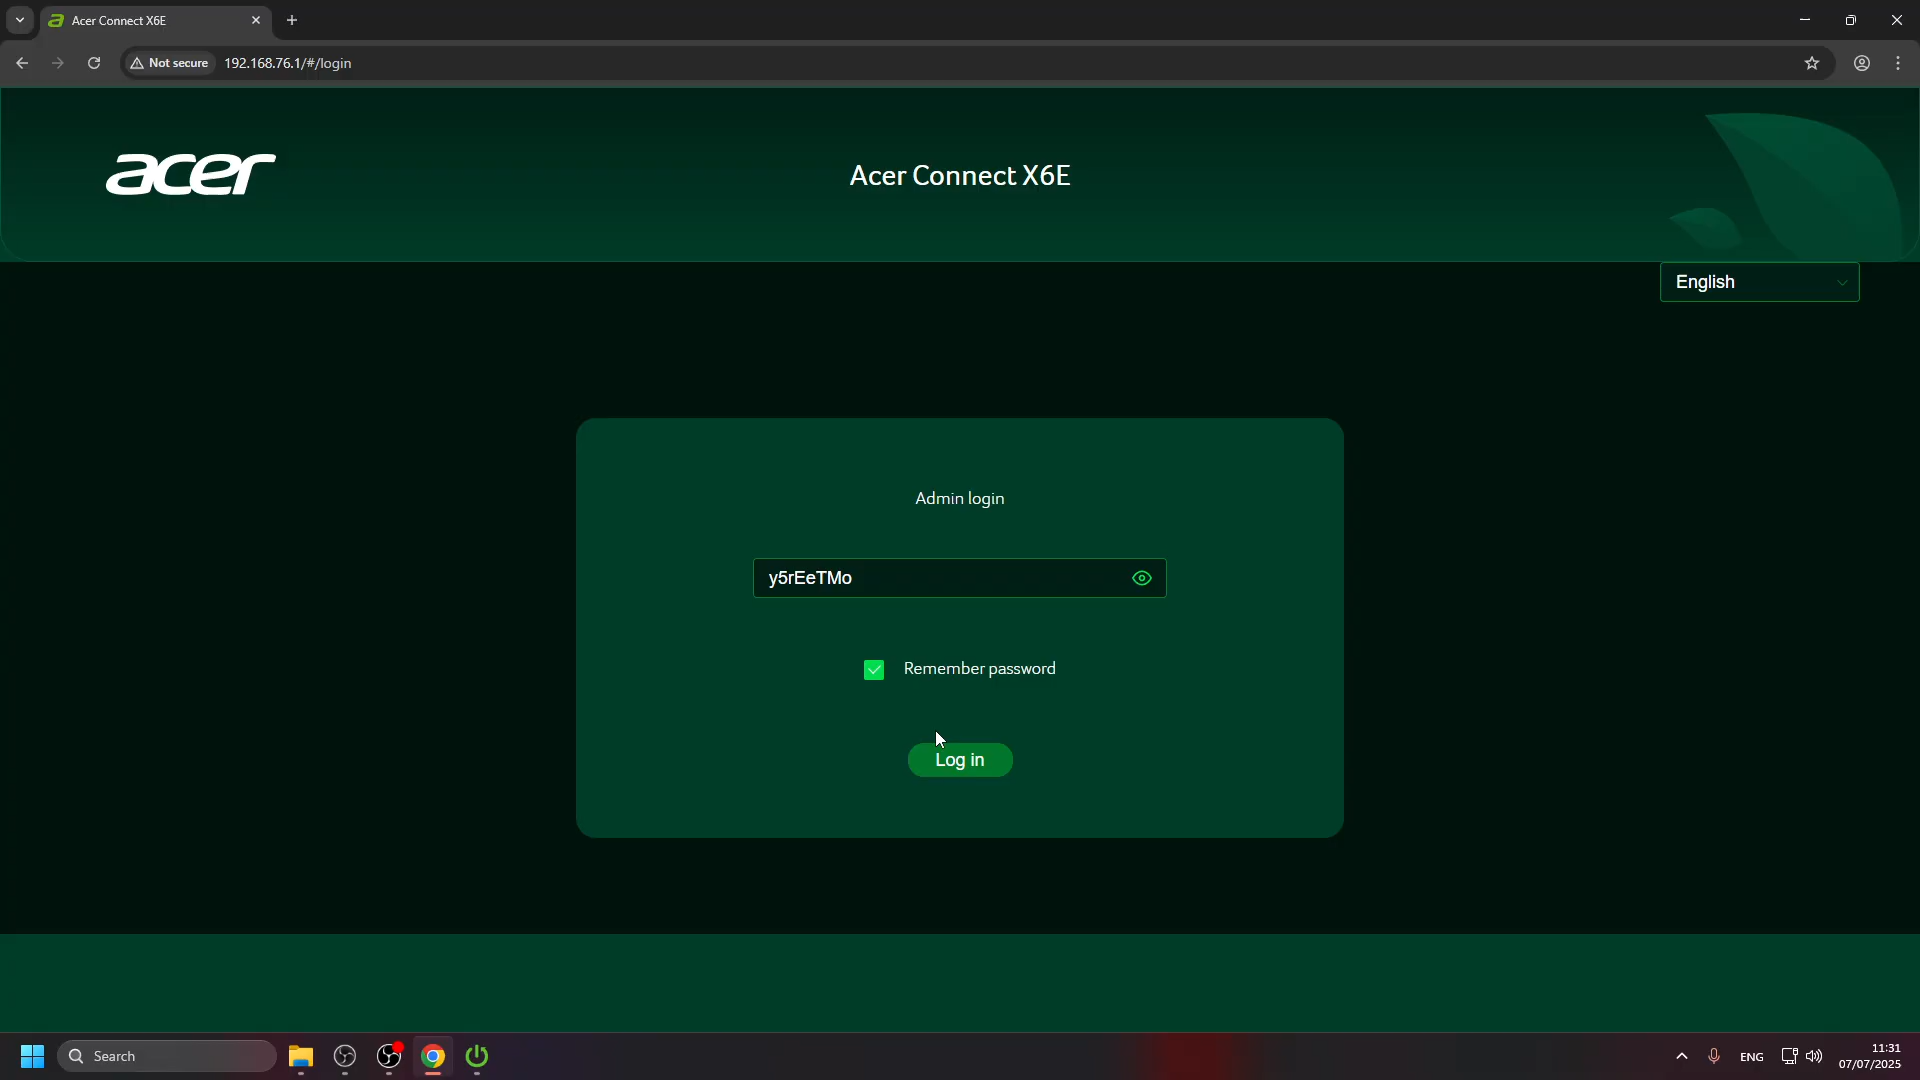 Acer Connect X6E
Not secure
192.168.76.1/#/login
acer
Acer Connect X6E
English
Admin login
y5rEeTMo
Remember password
Log in
Search
ENG
11:31
07/07/2025